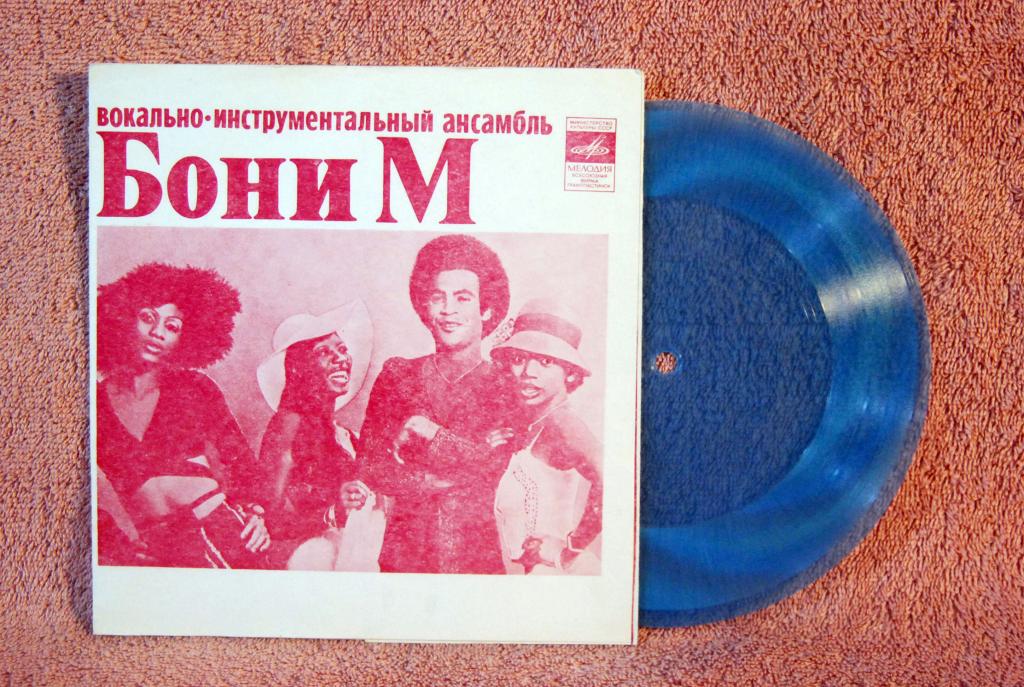 вокально-инструментальный ансамбль
Бони М
МИНИСТЕРСТВО
КУЛЬТУРЫ СССР
МЕЛОДИЯ
ВСЕСОЮЗНАЯ
ФИРМА
ГРАМПЛАСТИНОК